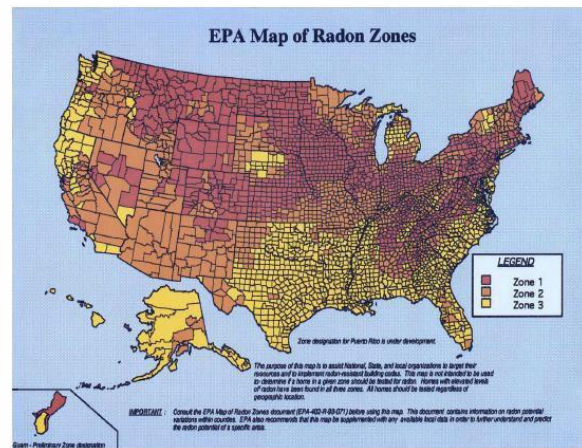 EPA Map of Radon Zones
LEGEND
Zone 1
Zone 2
Zone 3
Zone designation for Puerto Rico is under development.
The purpose of this map is to assist National, State, and local organizations to target their
resources and to implement radon-resistant building codes. This map is not intended to be used
to determine if a home in a given zone should be tested for radon. Homes with elevated levels
of radon have been found in all three zones. All homes should be tested regardless of
geographic location.
IMPORTANT: Consult the EPA Map of Radon Zones document (EPA-402-R-93-071) before using this map. This document contains information on radon potential
variations within counties. EPA also recommends that this map be supplemented with any available local data in order to further understand and predict
the radon potential of a specific area.
Guam - Preliminary Zone designation